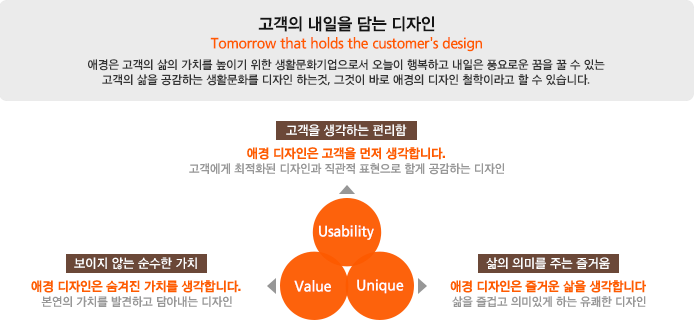 고객의 내일을 담는 디자인
Tomorrow that holds the customer's design
애경은 고객의 삶의 가치를 높이기 위한 생활문화기업으로서 오늘이 행복하고 내일은 풍요로운 꿈을 꿀 수 있는
고객의 삶을 공감하는 생활문화를 디자인 하는것, 그것이 바로 애경의 디자인 철학이라고 할 수 있습니다.
고객을 생각하는 편리함
애경 디자인은 고객을 먼저 생각합니다.
고객에게 최적화된 디자인과 직관적 표현으로 함게 공감하는 디자인
Usability
Value
Unique
보이지 않는 순수한 가치
애경 디자인은 숨겨진 가치를 생각합니다.
본연의 가치를 발견하고 담아내는 디자인
삶의 의미를 주는 즐거움
애경 디자인은 즐거운 삶을 생각합니다
삶을 즐겁고 의미있게 하는 유쾌한 디자인